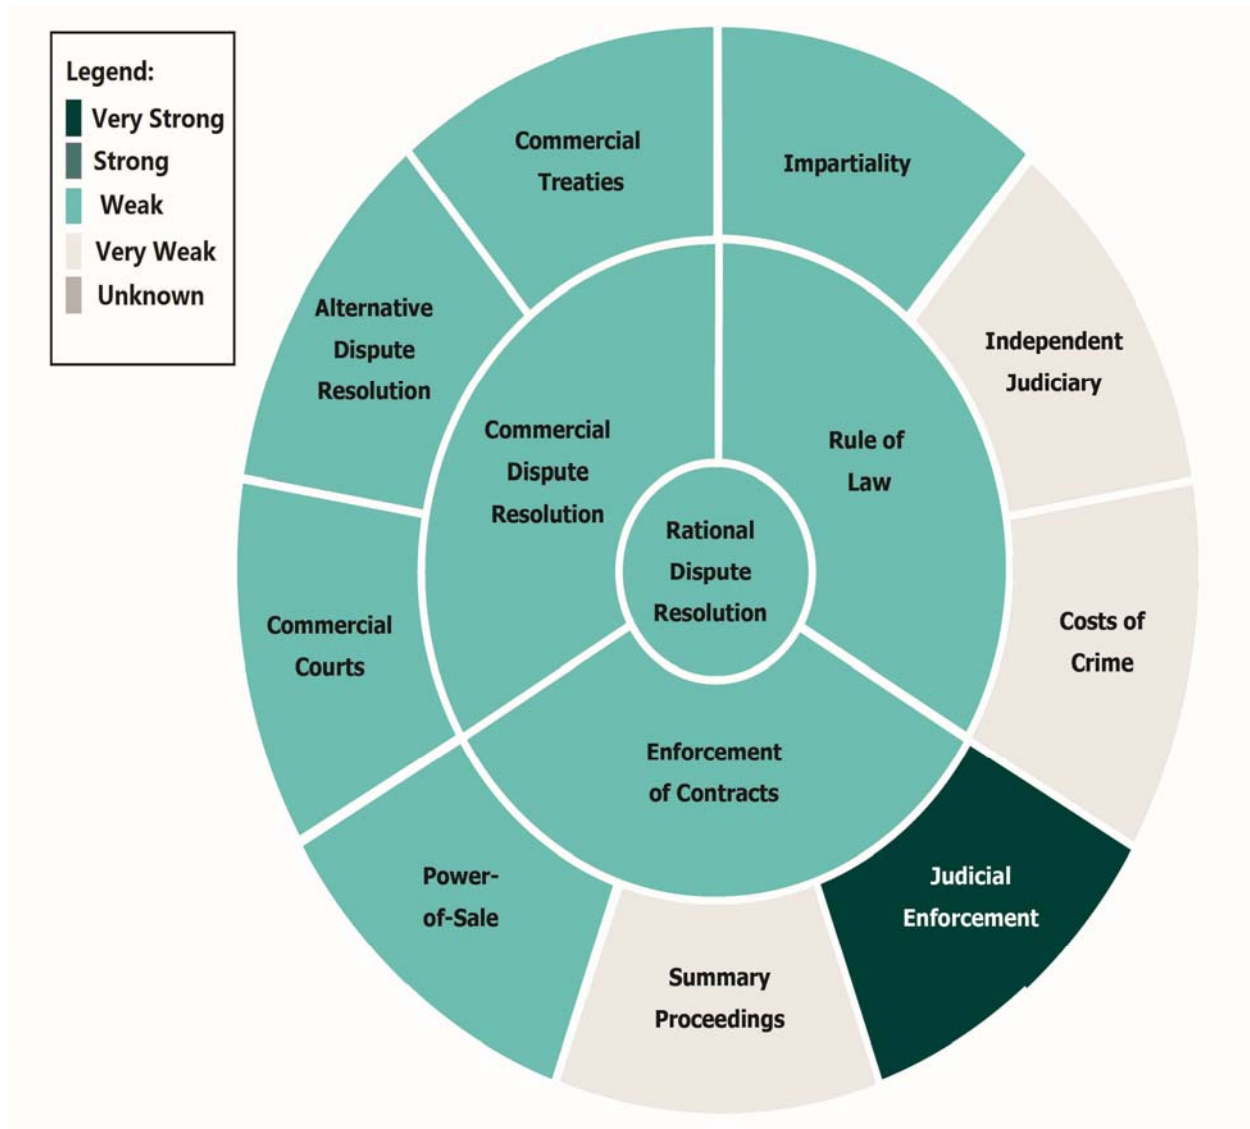 Legend:
Very Strong
Strong
Weak
Very Weak
Unknown
Commercial
Treaties
Impartiality
Alternative
Dispute
Resolution
Independent
Judiciary
Commercial
Dispute
Resolution
Rule of
Law
Rational
Dispute
Resolution
Commercial
Courts
Costs of
Crime
Enforcement
of Contracts
Power-
of-Sale
Judicial
Enforcement
Summary
Proceedings